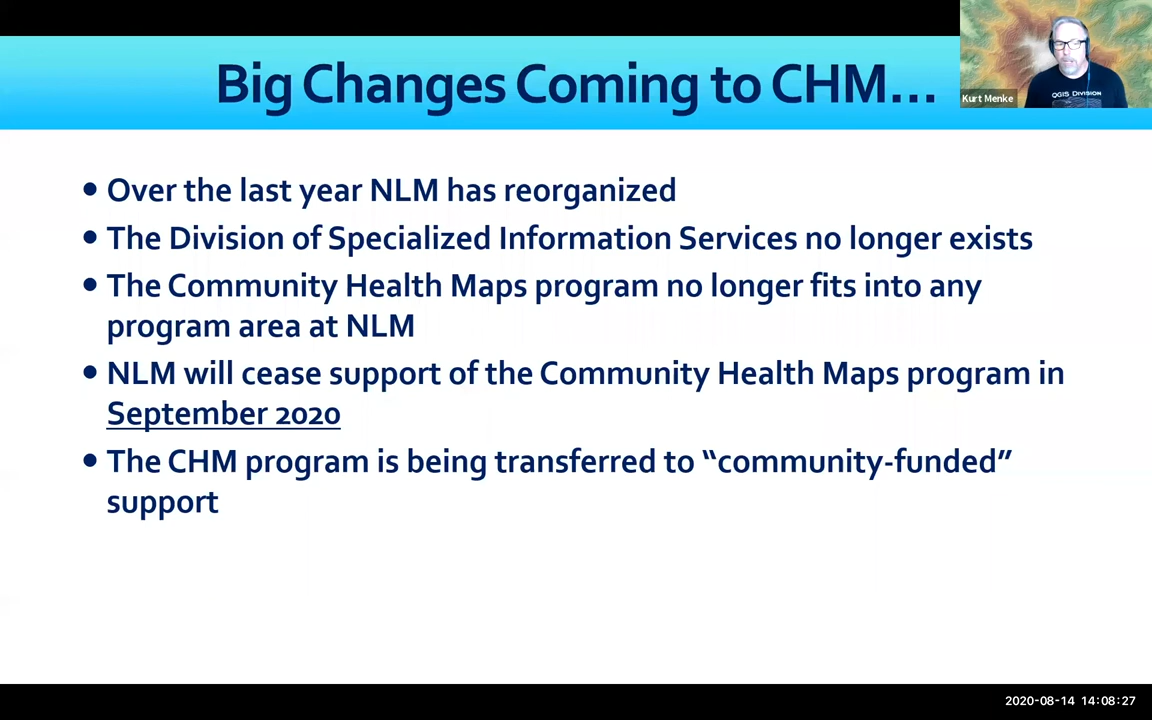 Big Changes Coming to CHM...
Kurt Menke
QGIS DIVISION
• Over the last year NLM has reorganized
• The Division of Specialized Information Services no longer exists
• The Community Health Maps program no longer fits into any
program area at NLM
• NLM will cease support of the Community Health Maps program in
September 2020
• The CHM program is being transferred to “community-funded”
support
2020-08-14 14:08:27